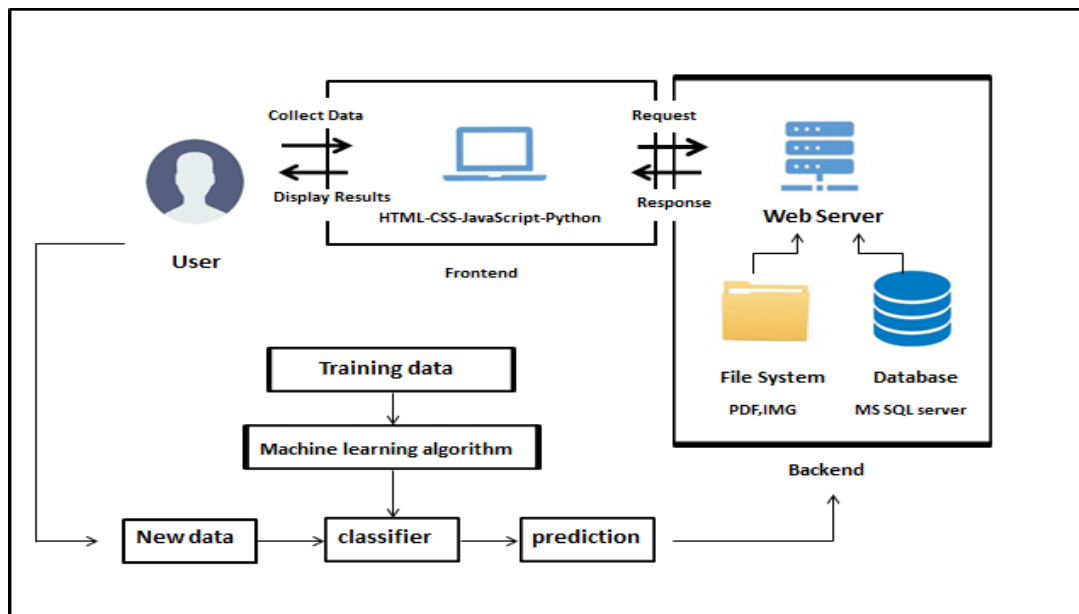 Collect Data
Request
Display Results
HTML-CSS-JavaScript-Python
Response
Web Server
User
Frontend
File System
Database
PDF,IMG
MS SQL server
Backend
Training data
Machine learning algorithm
New data
classifier
prediction